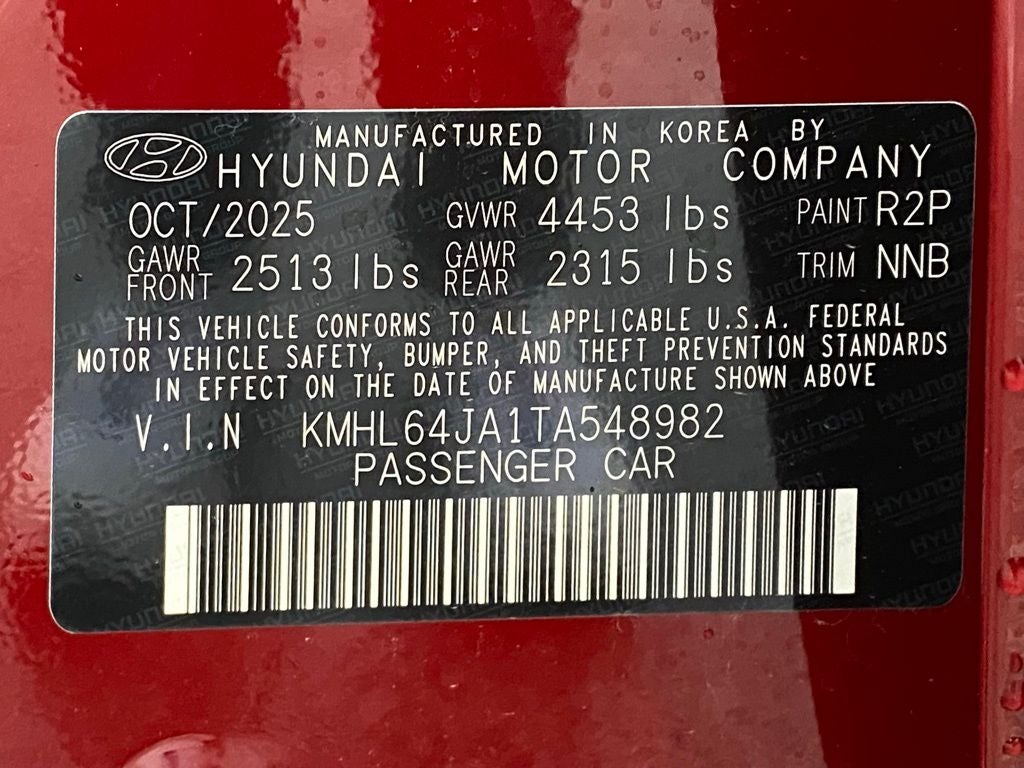 MANUFACTURED IN KOREA BY
HYUNDAI MOTOR COMPANY
OCT/2025 GVWR 4453 lbs PAINT R2P
GAWR FRONT 2513 lbs GAWR REAR 2315 lbs TRIM NNB
THIS VEHICLE CONFORMS TO ALL APPLICABLE U.S.A. FEDERAL
MOTOR VEHICLE SAFETY, BUMPER, AND THEFT PREVENTION STANDARDS
IN EFFECT ON THE DATE OF MANUFACTURE SHOWN ABOVE
V.I.N KMHL64JA1TA548982
PASSENGER CAR